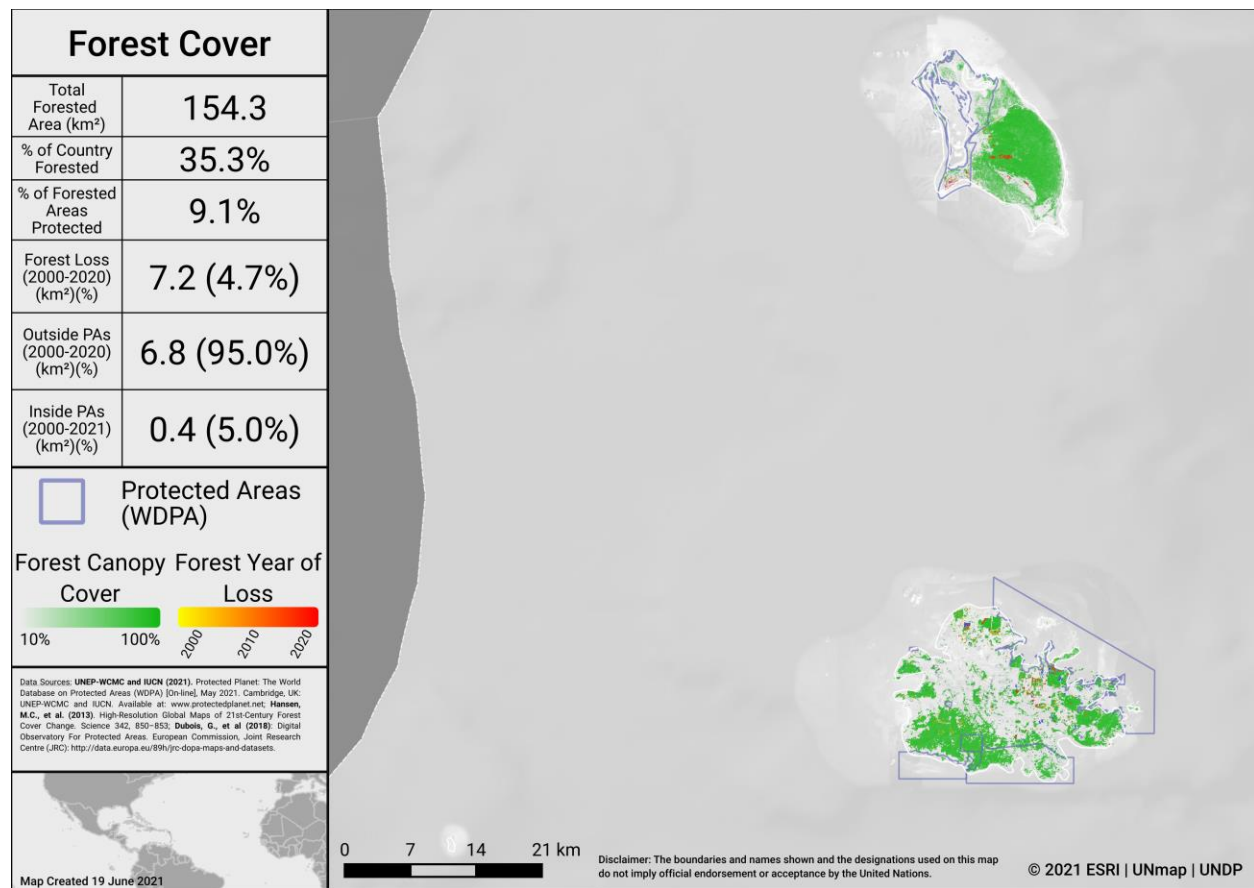 Forest Cover
Total
Forested
Area (km²)
154.3
% of Country
Forested
35.3%
% of Forested
Areas
Protected
9.1%
Forest Loss
(2000-2020)
(km²)(%)
7.2 (4.7%)
Outside PAs
(2000-2020)
(km²)(%)
6.8 (95.0%)
Inside PAs
(2000-2021)
(km²)(%)
0.4 (5.0%)
Protected Areas
(WDPA)
Forest Canopy
Cover
10%
100%
Forest Year of
Loss
2000
2010
2020
Data Sources: UNEP-WCMC and IUCN (2021). Protected Planet: The World
Database on Protected Areas (WDPA) [On-line], May 2021. Cambridge, UK:
UNEP-WCMC and IUCN. Available at: www.protectedplanet.net; Hansen,
M.C., et al. (2013). High-Resolution Global Maps of 21st-Century Forest
Cover Change. Science 342, 850–853; Dubois, G., et al (2018): Digital
Observatory For Protected Areas. European Commission, Joint Research
Centre (JRC): http://data.europa.eu/89h/jrc-dopa-maps-and-datasets.
Map Created 19 June 2021
0 7 14 21 km
Disclaimer: The boundaries and names shown and the designations used on this map
do not imply official endorsement or acceptance by the United Nations.
© 2021 ESRI | UNmap | UNDP